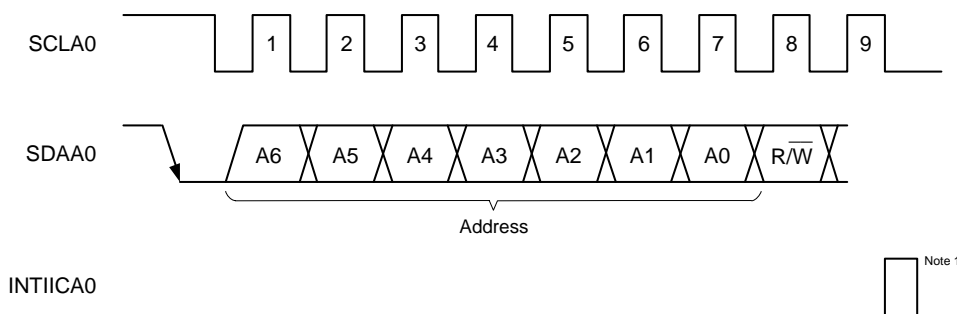 SCLA0
1 2 3 4 5 6 7 8 9
SDAA0
A6 A5 A4 A3 A2 A1 A0 R/W̅
Address
INTIICA0
Note 1